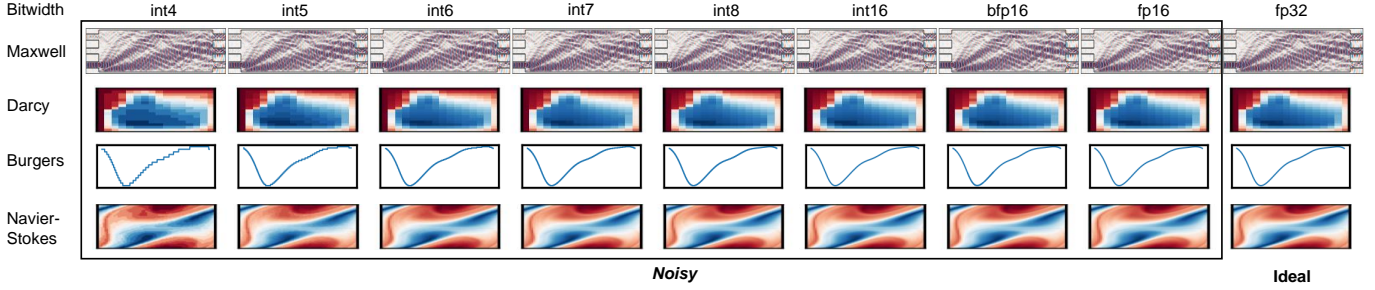 Bitwidth int4 int5 int6 int7 int8 int16 bfp16 fp16 fp32
Maxwell
Darcy
Burgers
Navier-
Stokes
Noisy
Ideal